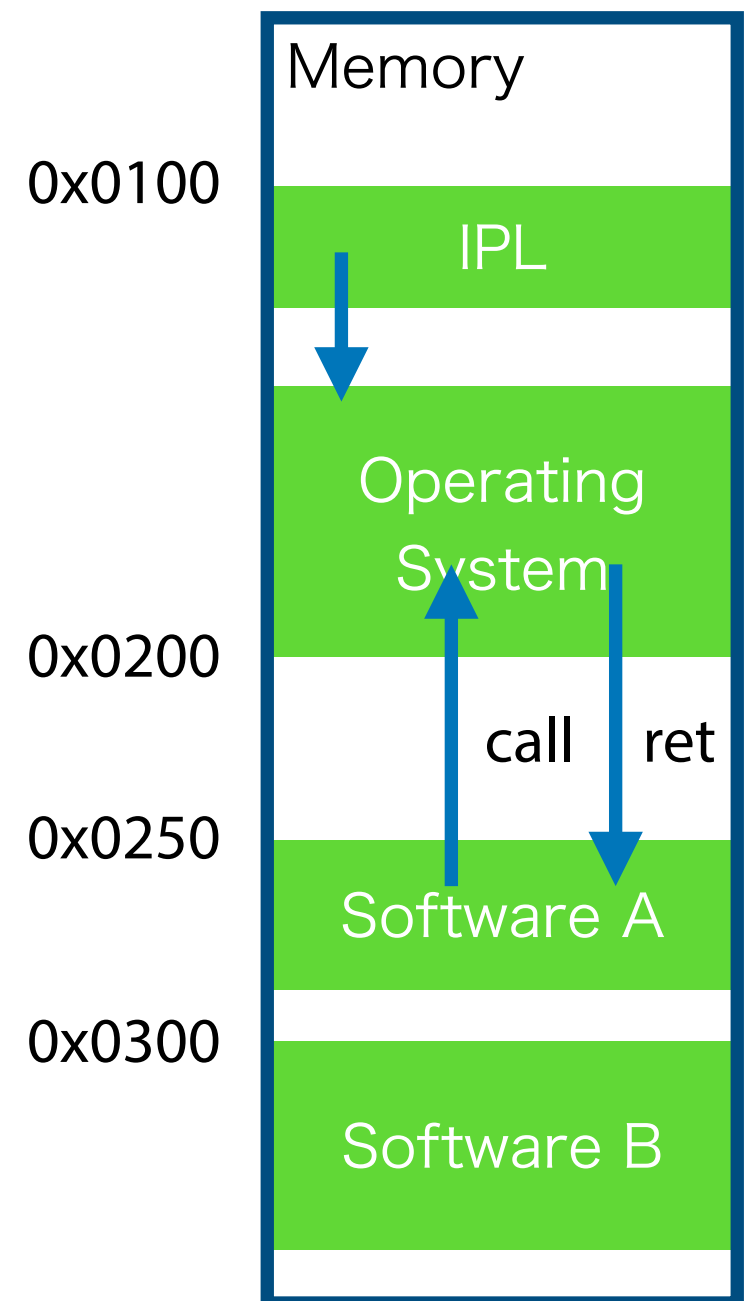 Memory
0x0100
IPL
Operating
System
0x0200
call
ret
0x0250
Software A
0x0300
Software B